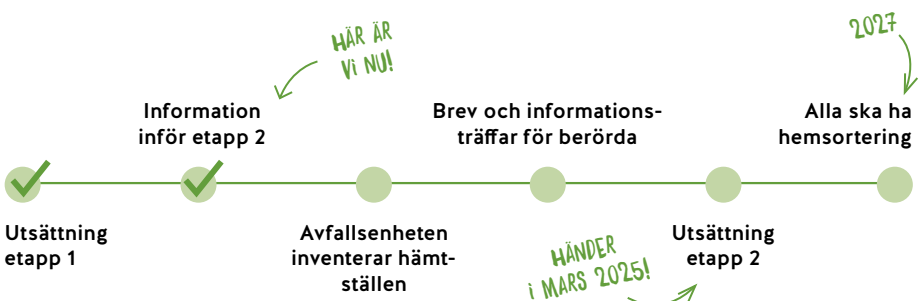 HÄR ÄR
Vi NU!
2027
Information
inför etapp 2
Brev och informations-
träffar för berörda
Alla ska ha
hemsortering
Utsättning
etapp 1
Avfallsenheten
inventerar hämt-
ställen
HÄNDER
i MARS 2025!
Utsättning
etapp 2